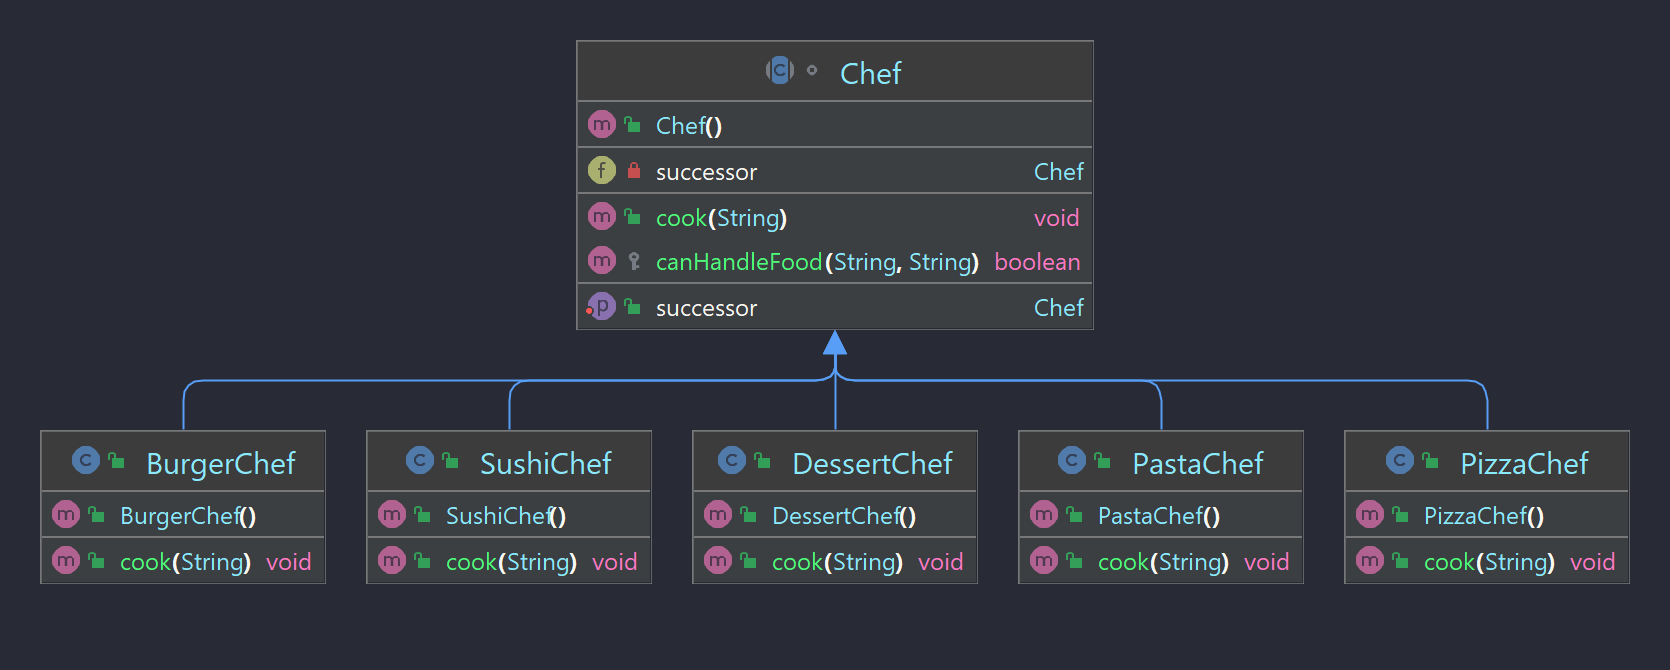 Chef
Chef()
successor Chef
cook(String) void
canHandleFood(String, String) boolean
successor Chef
BurgerChef
BurgerChef()
cook(String) void
SushiChef
SushiChef()
cook(String) void
DessertChef
DessertChef()
cook(String) void
PastaChef
PastaChef()
cook(String) void
PizzaChef
PizzaChef()
cook(String) void